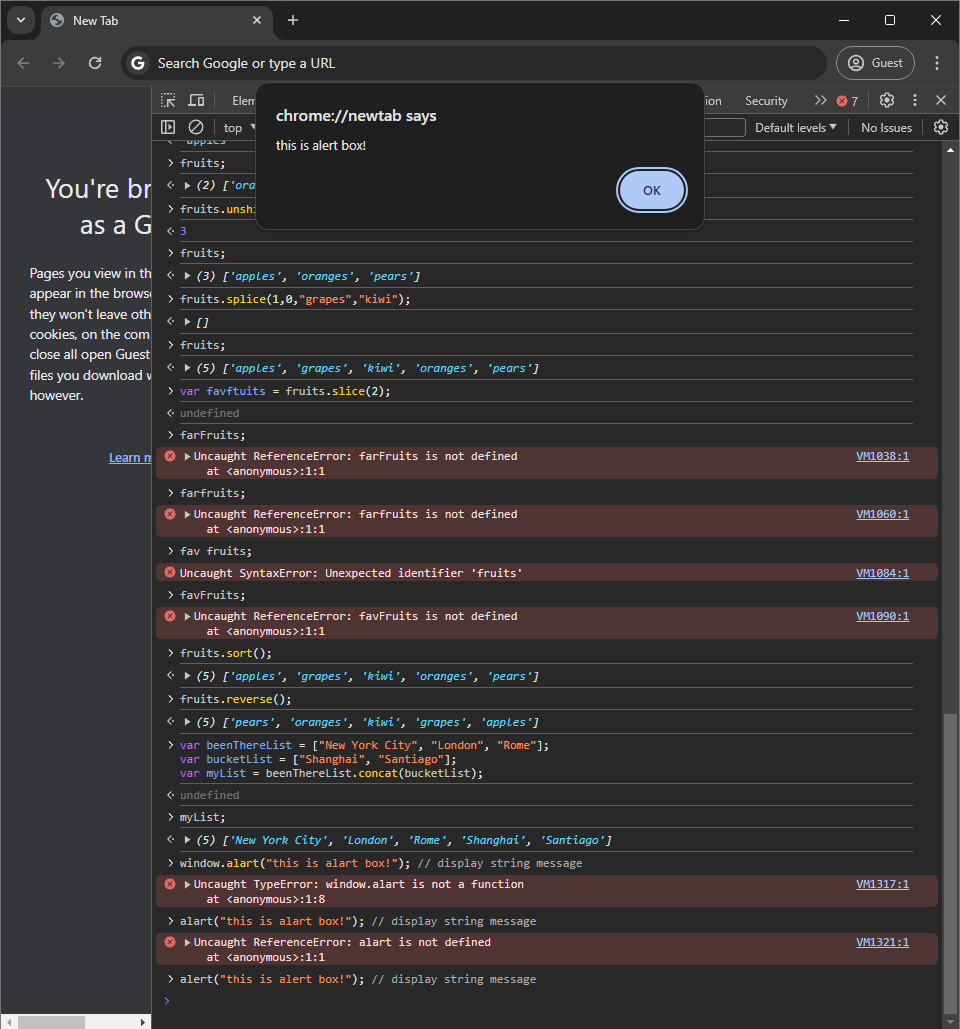 New Tab
Search Google or type a URL
Guest
Elem
ion
Security
7
top
Default levels
No Issues
chrome://newtab says
this is alert box!
OK
You're br
as a G
Pages you view in th
appear in the browse
they won't leave oth
cookies, on the com
close all open Guest
files you download w
however.
Learn m
apples
fruits;
(2) ['ora
fruits.unshi
3
fruits;
(3) ['apples', 'oranges', 'pears']
fruits.splice(1,0,"grapes","kiwi");
[]
fruits;
(5) ['apples', 'grapes', 'kiwi', 'oranges', 'pears']
var favftuits = fruits.slice(2);
undefined
farFruits;
Uncaught ReferenceError: farFruits is not defined VM1038:1
at <anonymous>:1:1
farfruits;
Uncaught ReferenceError: farfruits is not defined VM1060:1
at <anonymous>:1:1
fav fruits;
Uncaught SyntaxError: Unexpected identifier 'fruits' VM1084:1
favFruits;
Uncaught ReferenceError: favFruits is not defined VM1090:1
at <anonymous>:1:1
fruits.sort();
(5) ['apples', 'grapes', 'kiwi', 'oranges', 'pears']
fruits.reverse();
(5) ['pears', 'oranges', 'kiwi', 'grapes', 'apples']
var beenThereList = ["New York City", "London", "Rome"];
var bucketList = ["Shanghai", "Santiago"];
var myList = beenThereList.concat(bucketList);
undefined
myList;
(5) ['New York City', 'London', 'Rome', 'Shanghai', 'Santiago']
window.alart("this is alart box!"); // display string message
Uncaught TypeError: window.alart is not a function VM1317:1
at <anonymous>:1:8
alart("this is alart box!"); // display string message
Uncaught ReferenceError: alart is not defined VM1321:1
at <anonymous>:1:1
alert("this is alert box!"); // display string message